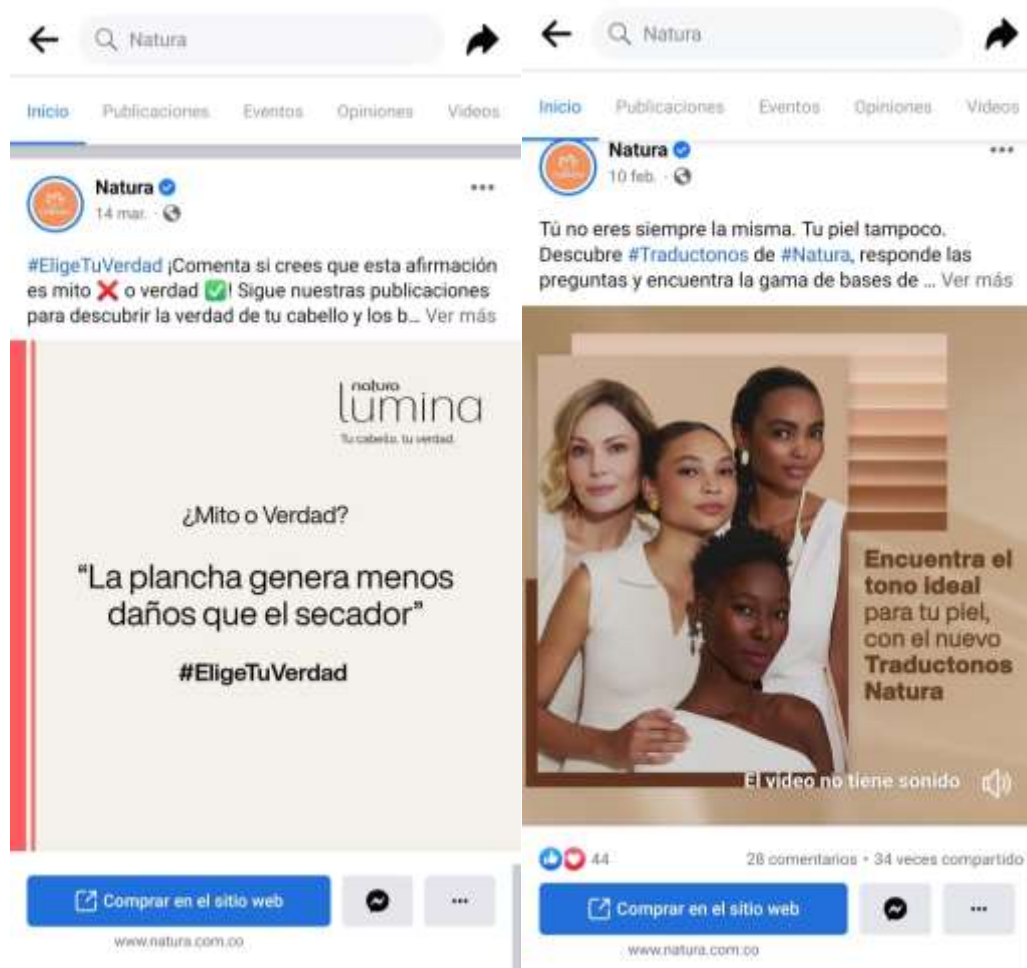 Natura
Inicio Publicaciones Eventos Opiniones Videos
Natura
14 mar.
#EligeTuVerdad ¡Comenta si crees que esta afirmación
es mito ❌ o verdad ✅! Sigue nuestras publicaciones
para descubrir la verdad de tu cabello y los b... Ver más
natura
lumina
Tu cabello, tu verdad.
¿Mito o Verdad?
“La plancha genera menos
daños que el secador”
#EligeTuVerdad
Comprar en el sitio web
www.natura.com.co
Natura
Inicio Publicaciones Eventos Opiniones Videos
Natura
10 feb.
Tú no eres siempre la misma. Tu piel tampoco.
Descubre #Traductonos de #Natura, responde las
preguntas y encuentra la gama de bases de ... Ver más
Encuentra el
tono ideal
para tu piel,
con el nuevo
Traductonos
Natura
El video no tiene sonido
44 28 comentarios • 34 veces compartido
Comprar en el sitio web
www.natura.com.co